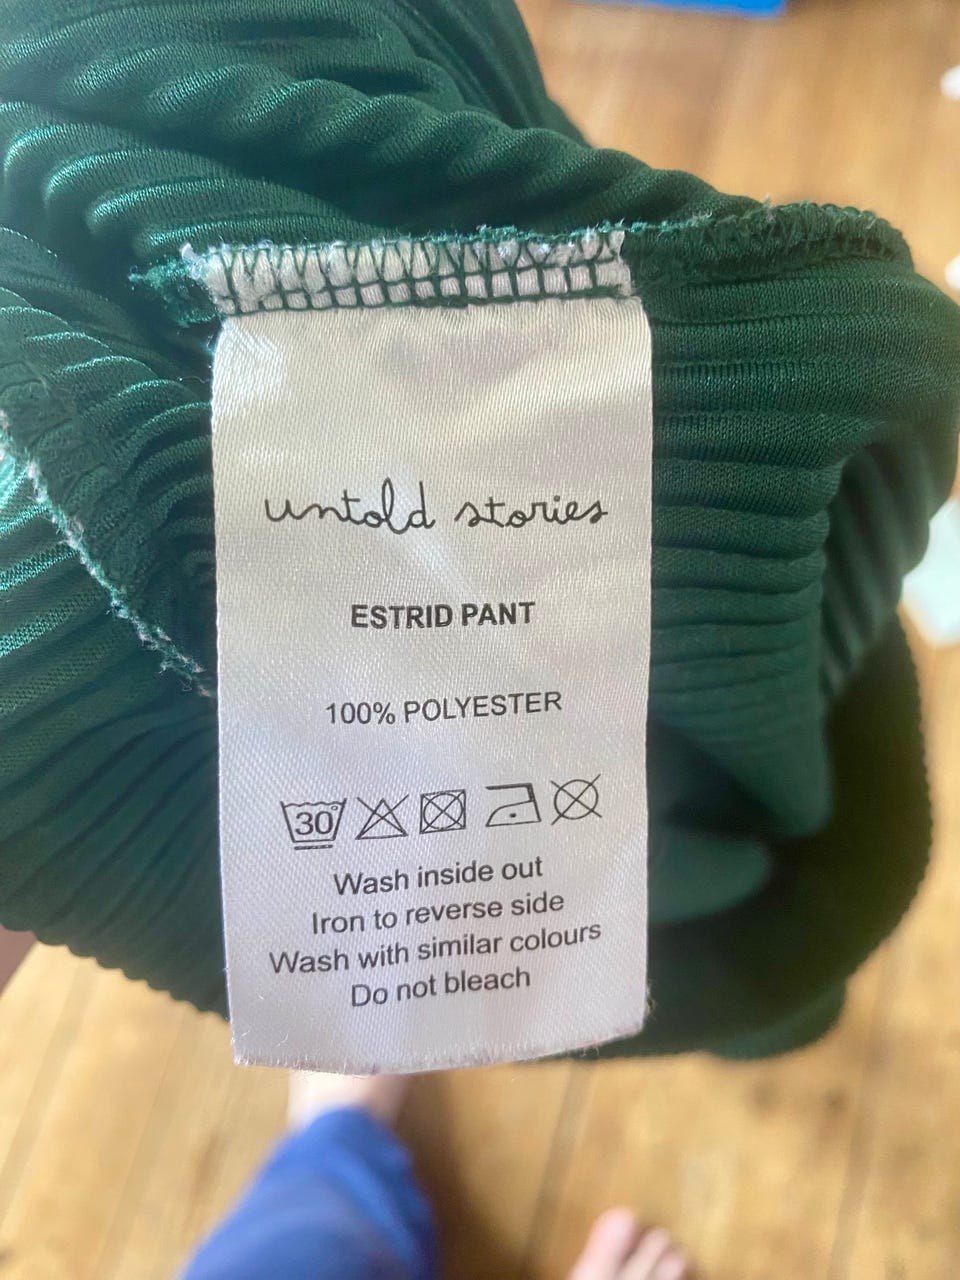 untold stories
ESTRID PANT
100% POLYESTER
30°
Wash inside out
Iron to reverse side
Wash with similar colours
Do not bleach